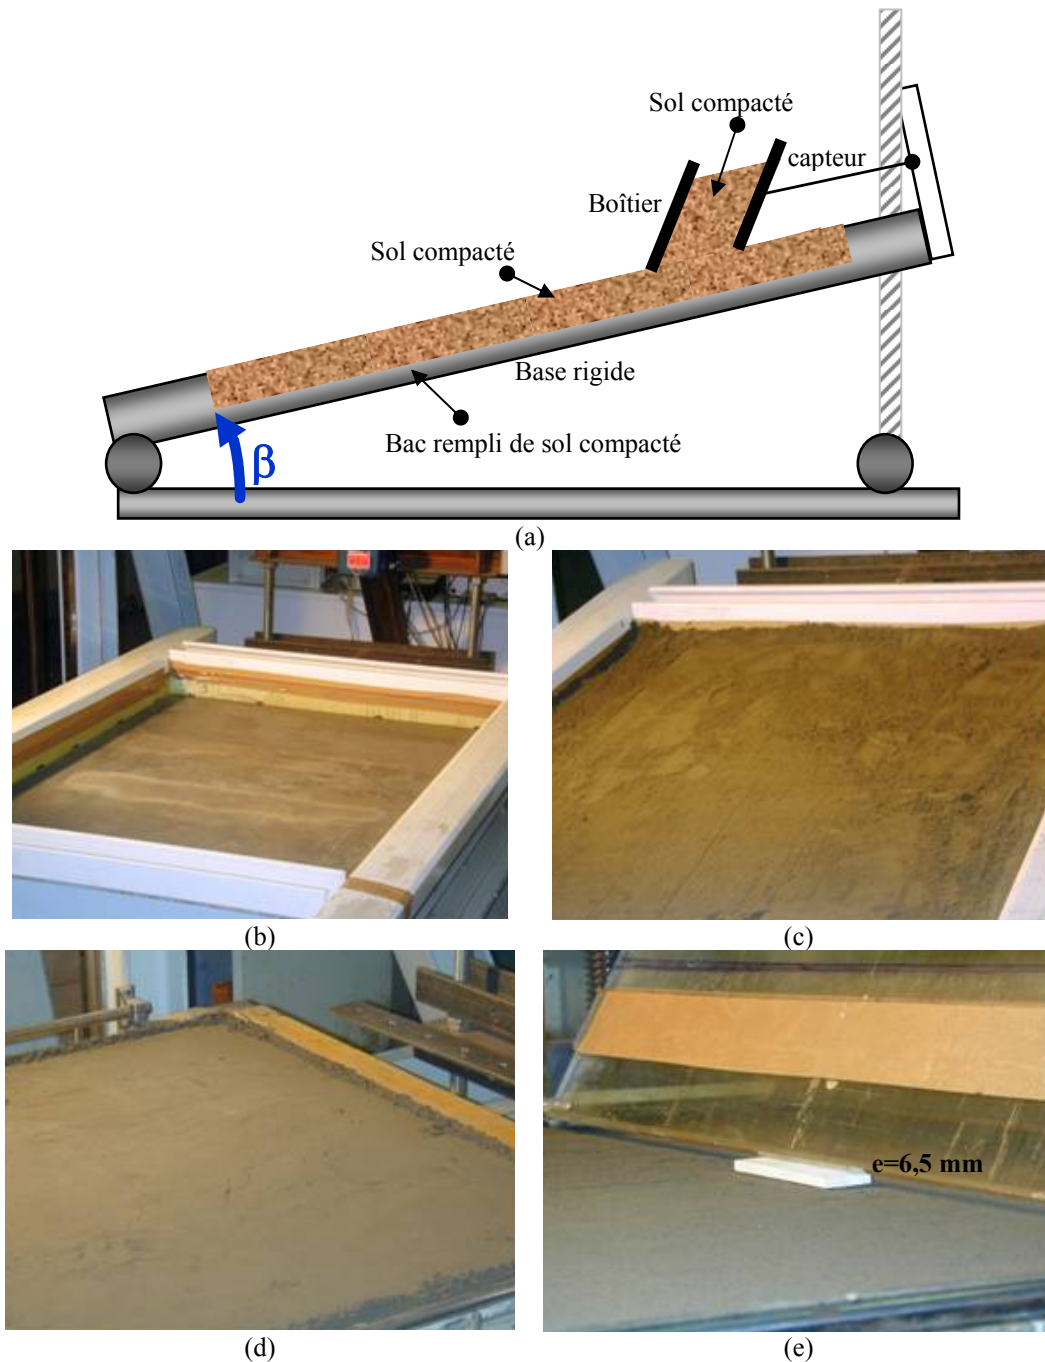 Sol compacté
capteur
Boîtier
Sol compacté
Base rigide
Bac rempli de sol compacté
β
(a)
(b)
(c)
e=6,5 mm
(d)
(e)